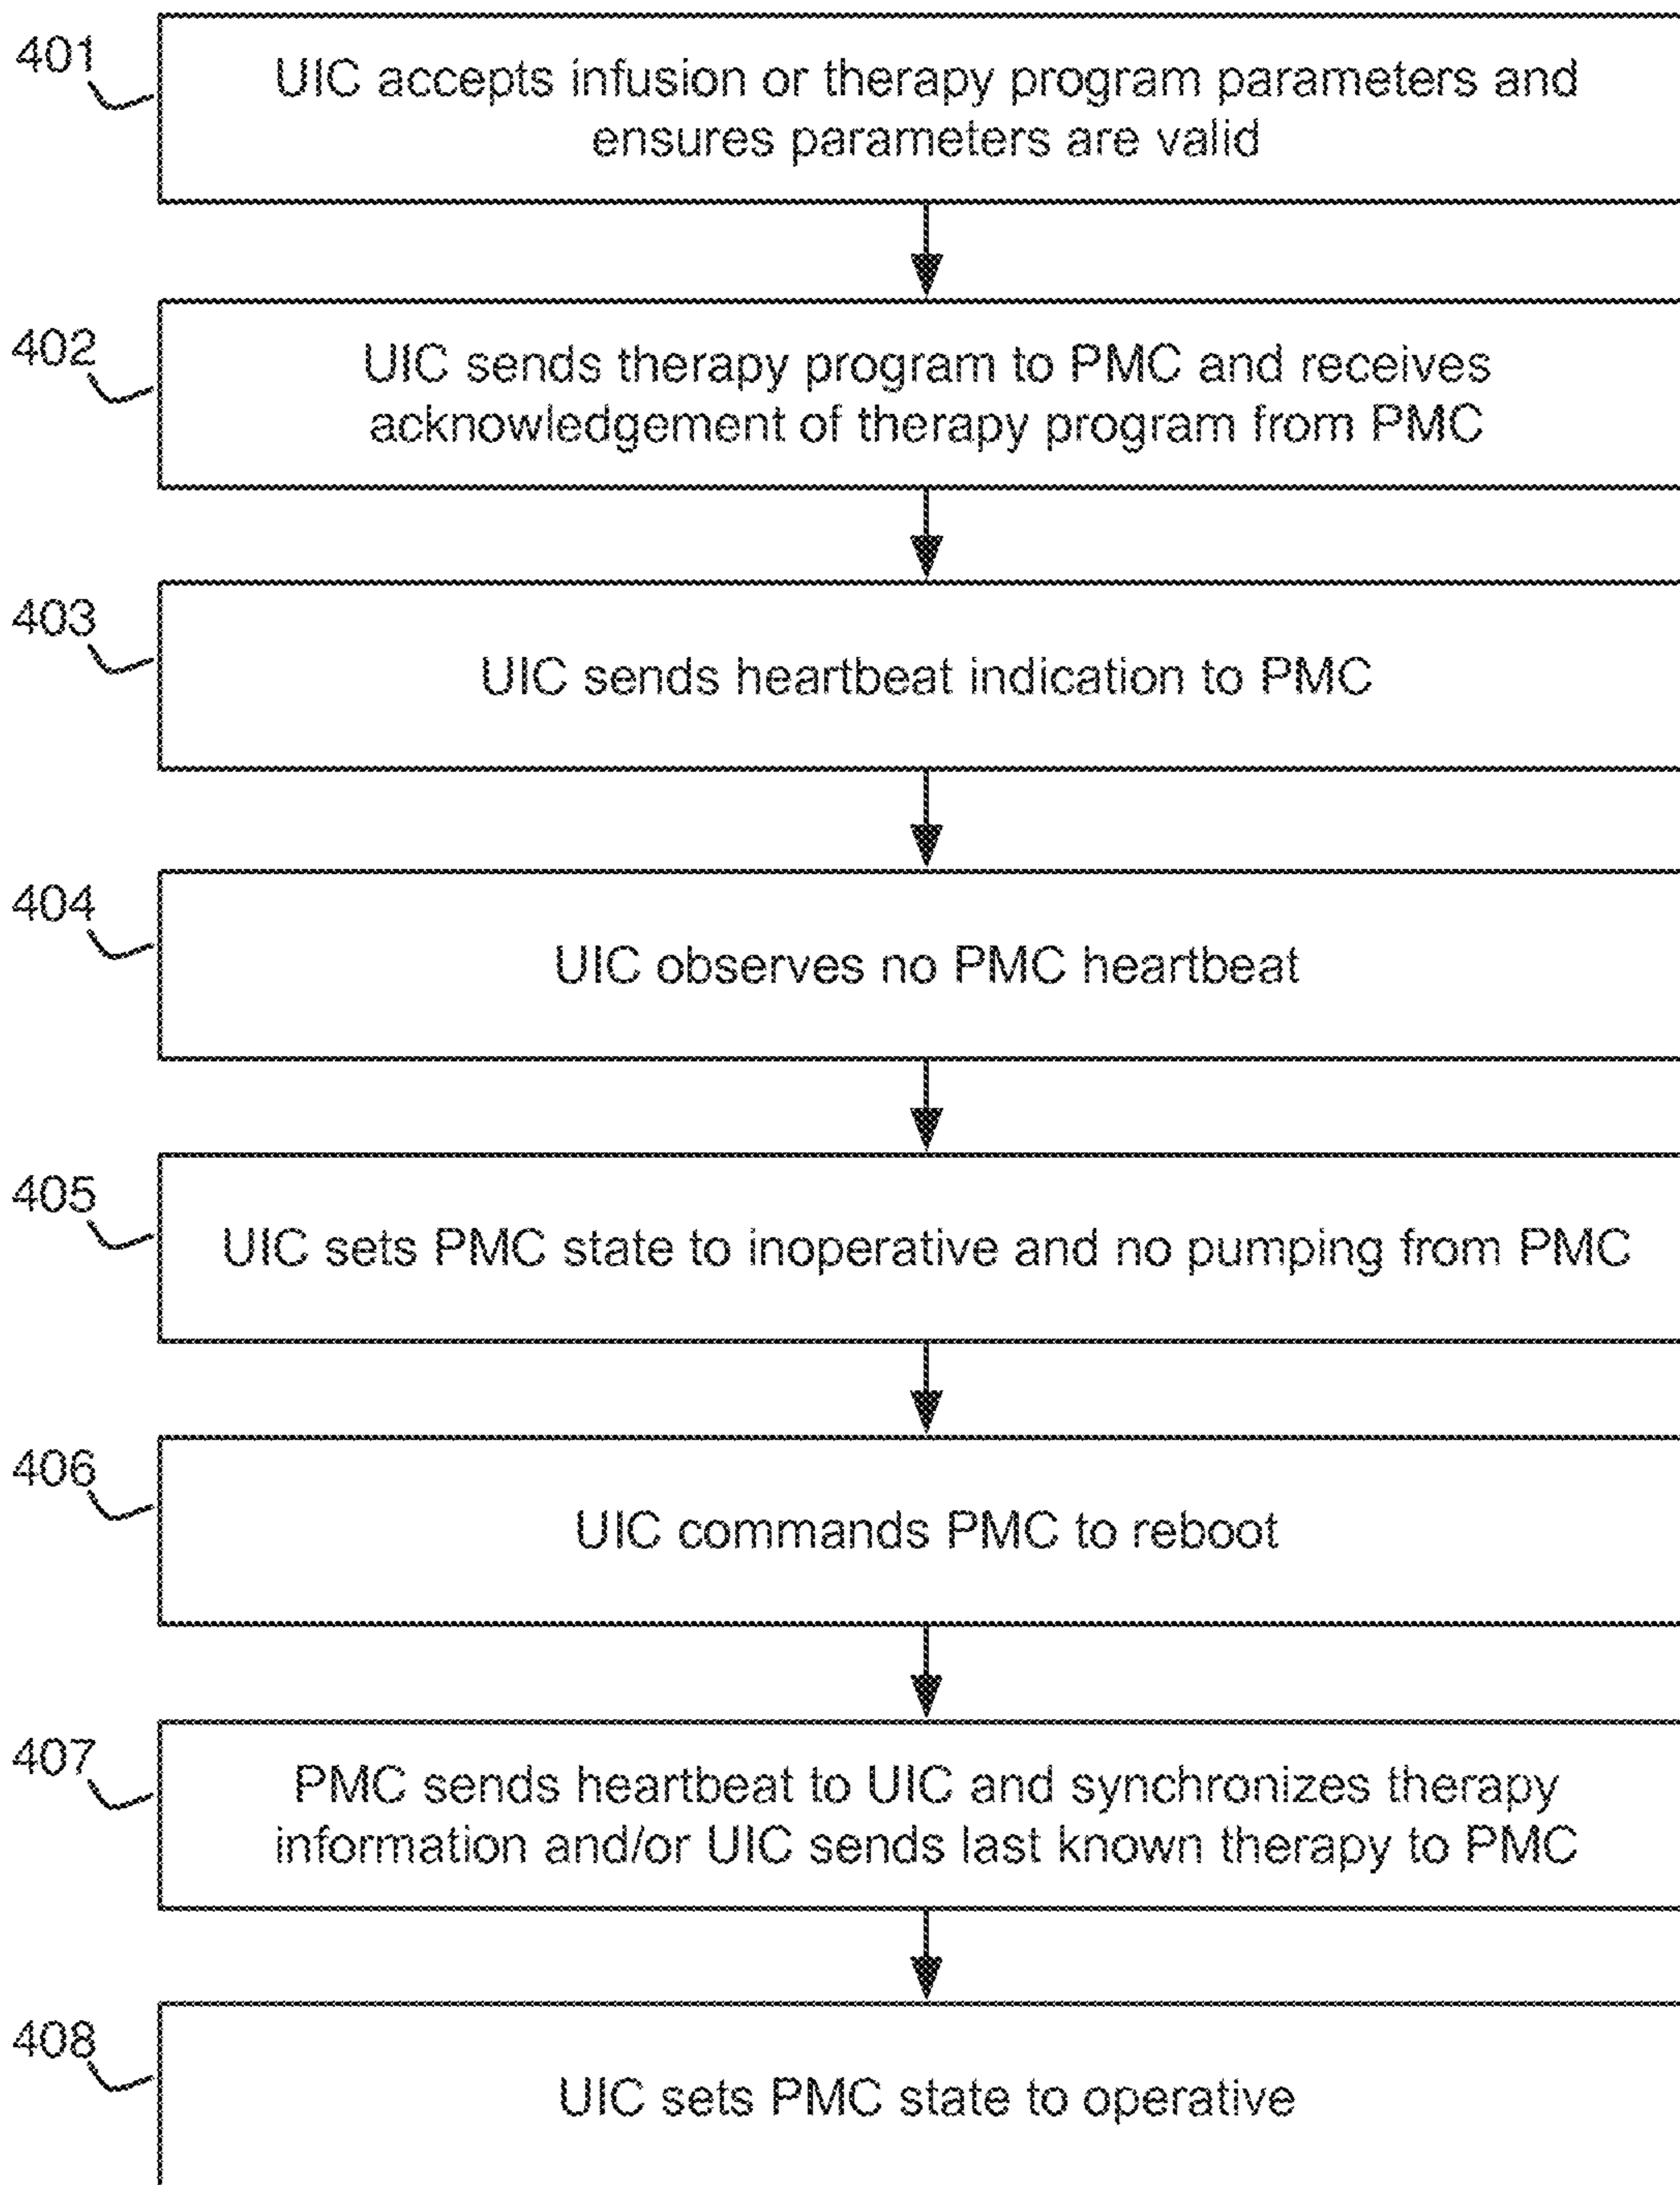 401
UIC accepts infusion or therapy program parameters and
ensures parameters are valid
402
UIC sends therapy program to PMC and receives
acknowledgement of therapy program from PMC
403
UIC sends heartbeat indication to PMC
404
UIC observes no PMC heartbeat
405
UIC sets PMC state to inoperative and no pumping from PMC
406
UIC commands PMC to reboot
407
PMC sends heartbeat to UIC and synchronizes therapy
information and/or UIC sends last known therapy to PMC
408
UIC sets PMC state to operative